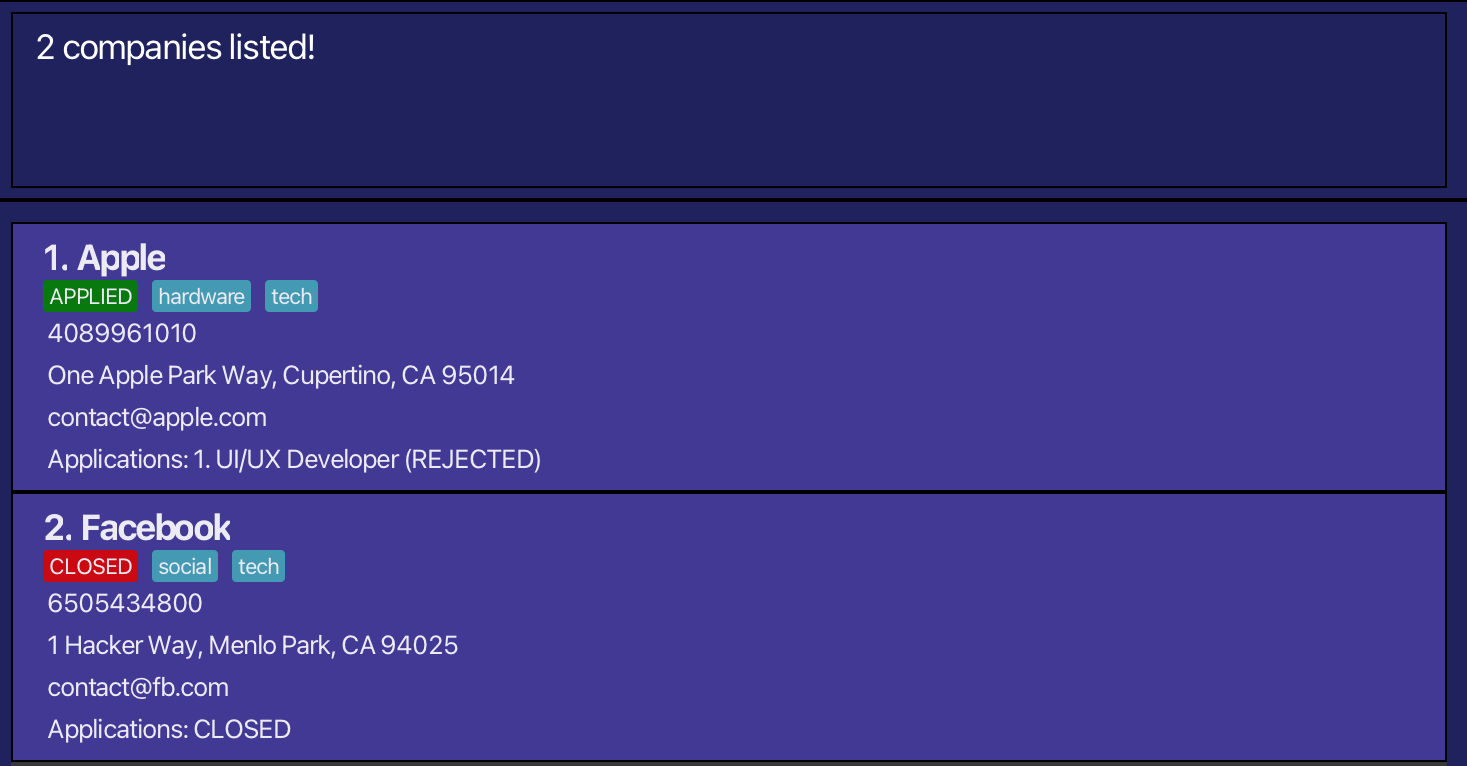 2 companies listed!
1. Apple
APPLIED hardware tech
4089961010
One Apple Park Way, Cupertino, CA 95014
contact@apple.com
Applications: 1. UI/UX Developer (REJECTED)
2. Facebook
CLOSED social tech
6505434800
1 Hacker Way, Menlo Park, CA 94025
contact@fb.com
Applications: CLOSED